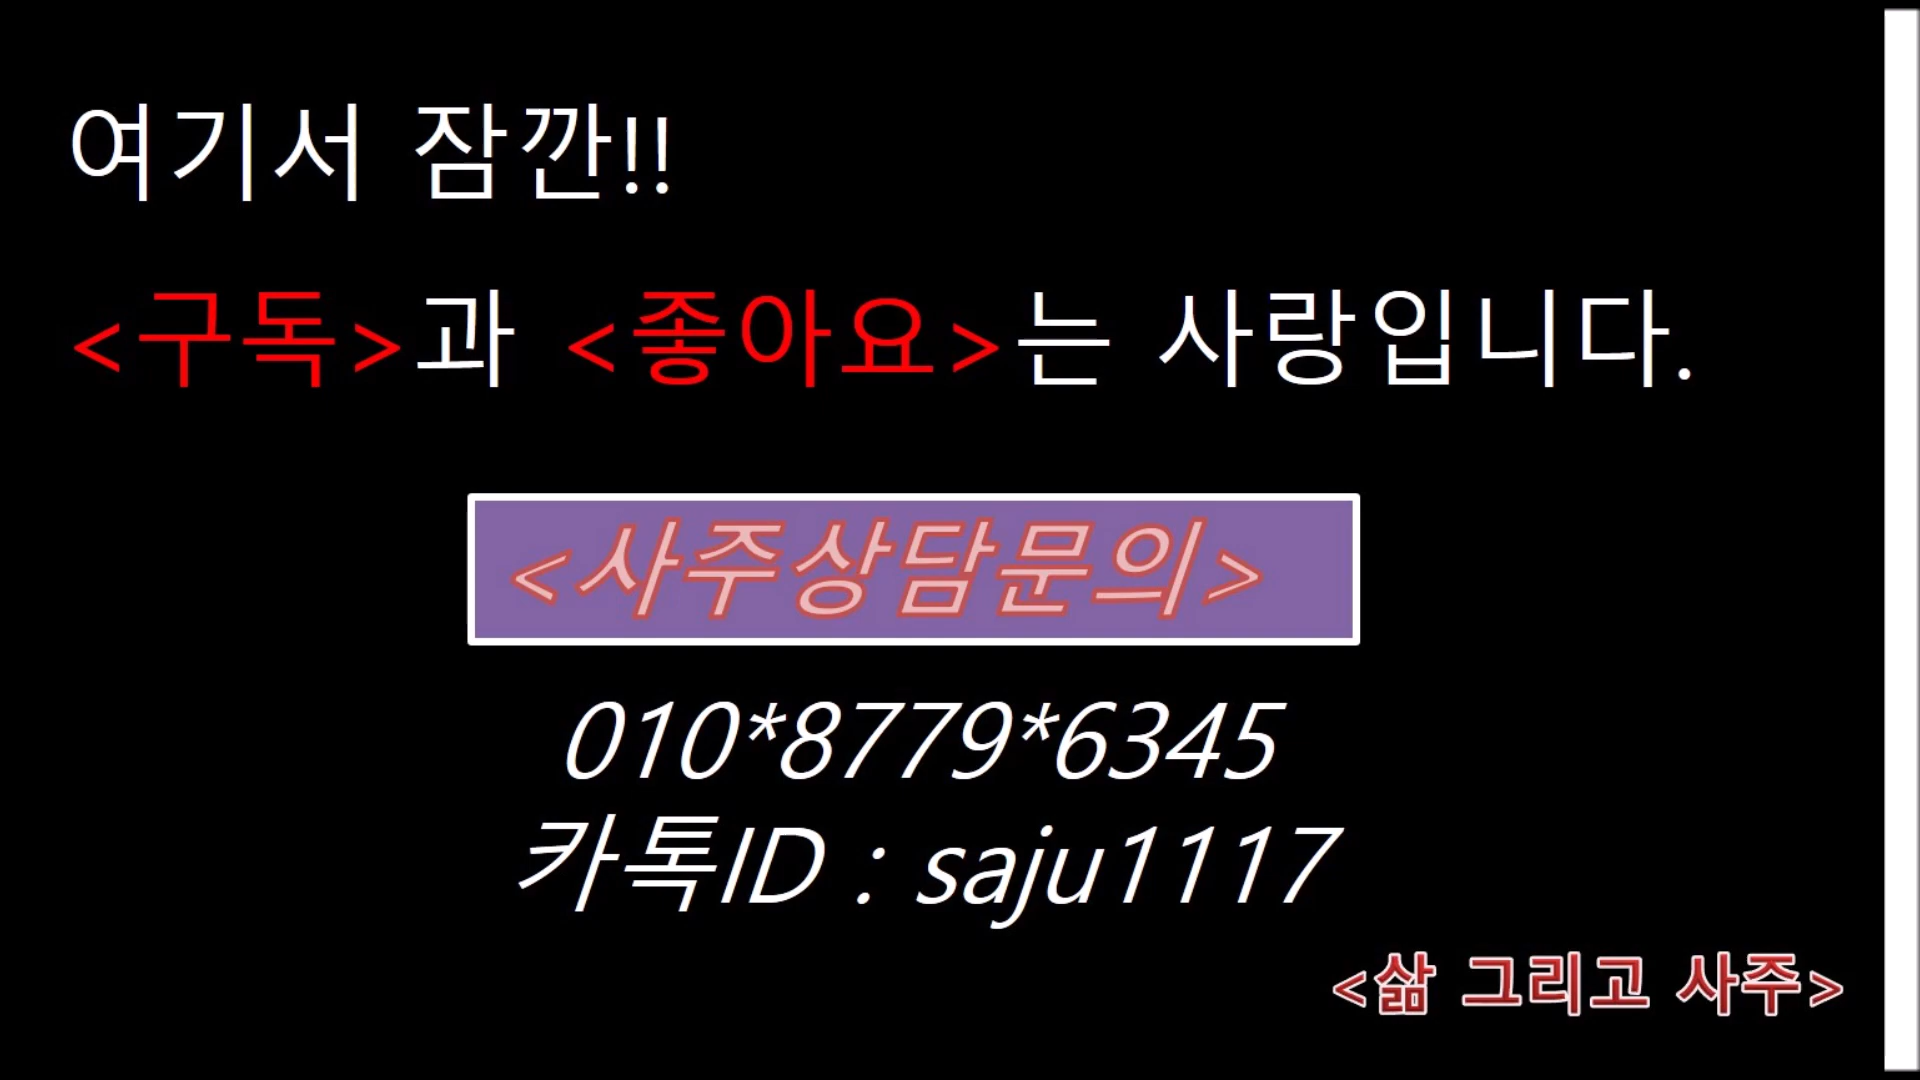 여기서 잠깐!!
<구독>과 <좋아요>는 사랑입니다.
<사주상담문의>
010*8779*6345
카톡ID : saju1117
<삶 그리고 사주>